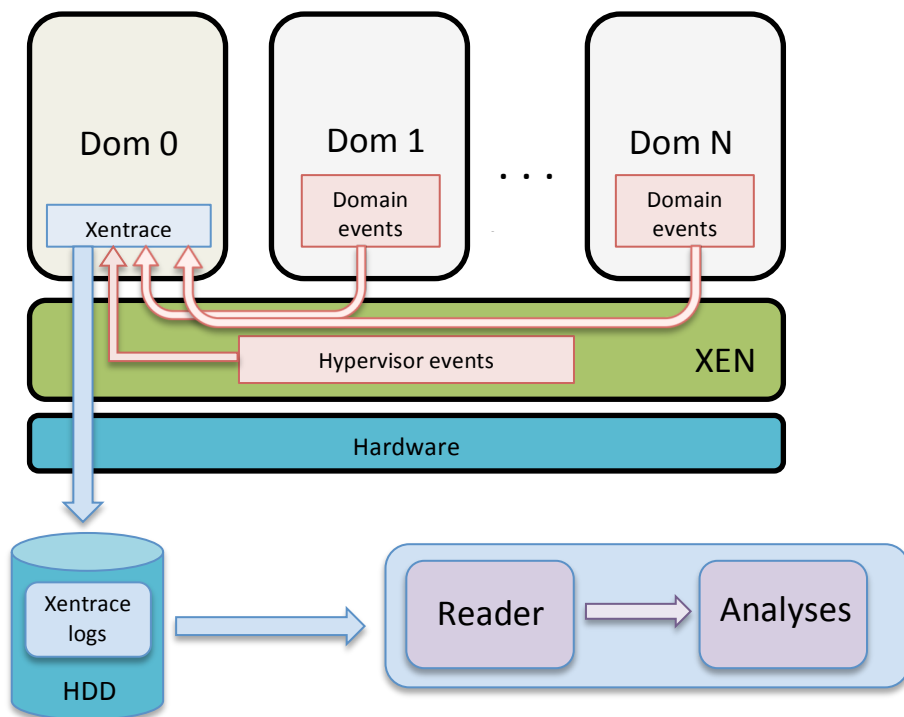 Dom 0
Dom 1
Dom N
. . .
Xentrace
Domain
events
Domain
events
Hypervisor events
XEN
Hardware
Xentrace
logs
HDD
Reader
Analyses